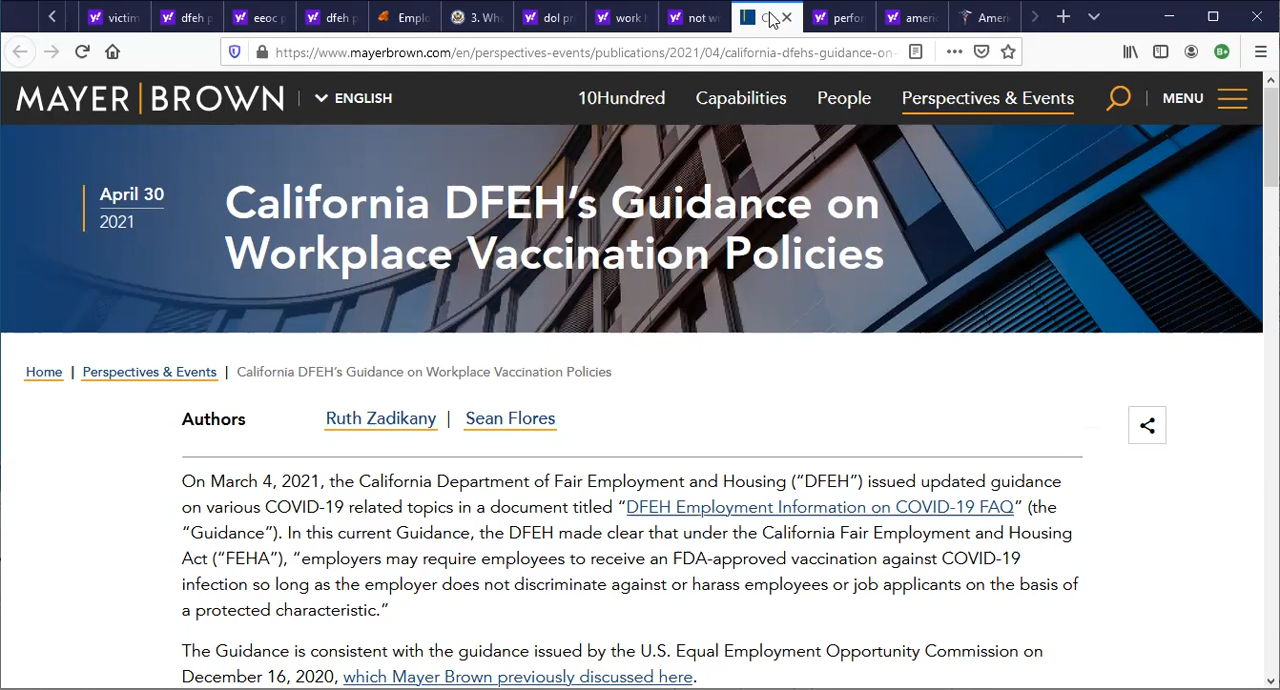 victim
dfeh p
eeoc p
dfeh p
Emplo
3. Wh
dol pr
work h
not w
C
perfor
americ
Ameri
https://www.mayerbrown.com/en/perspectives-events/publications/2021/04/california-dfehs-guidance-on-
MAYER BROWN
ENGLISH
10Hundred
Capabilities
People
Perspectives & Events
MENU
April 30
2021
California DFEH’s Guidance on
Workplace Vaccination Policies
Home | Perspectives & Events | California DFEH’s Guidance on Workplace Vaccination Policies
Authors
Ruth Zadikany | Sean Flores
On March 4, 2021, the California Department of Fair Employment and Housing (“DFEH”) issued updated guidance
on various COVID-19 related topics in a document titled “DFEH Employment Information on COVID-19 FAQ” (the
“Guidance”). In this current Guidance, the DFEH made clear that under the California Fair Employment and Housing
Act (“FEHA”), “employers may require employees to receive an FDA-approved vaccination against COVID-19
infection so long as the employer does not discriminate against or harass employees or job applicants on the basis of
a protected characteristic.”
The Guidance is consistent with the guidance issued by the U.S. Equal Employment Opportunity Commission on
December 16, 2020, which Mayer Brown previously discussed here.